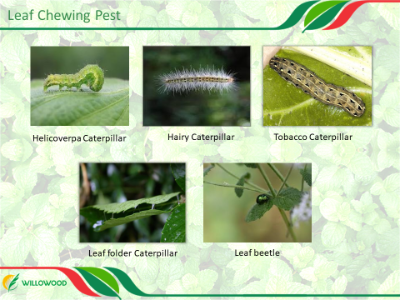 Leaf Chewing Pest
Helicoverpa Caterpillar
Hairy Caterpillar
Tobacco Caterpillar
Leaf folder Caterpillar
Leaf beetle
WILLOWOOD